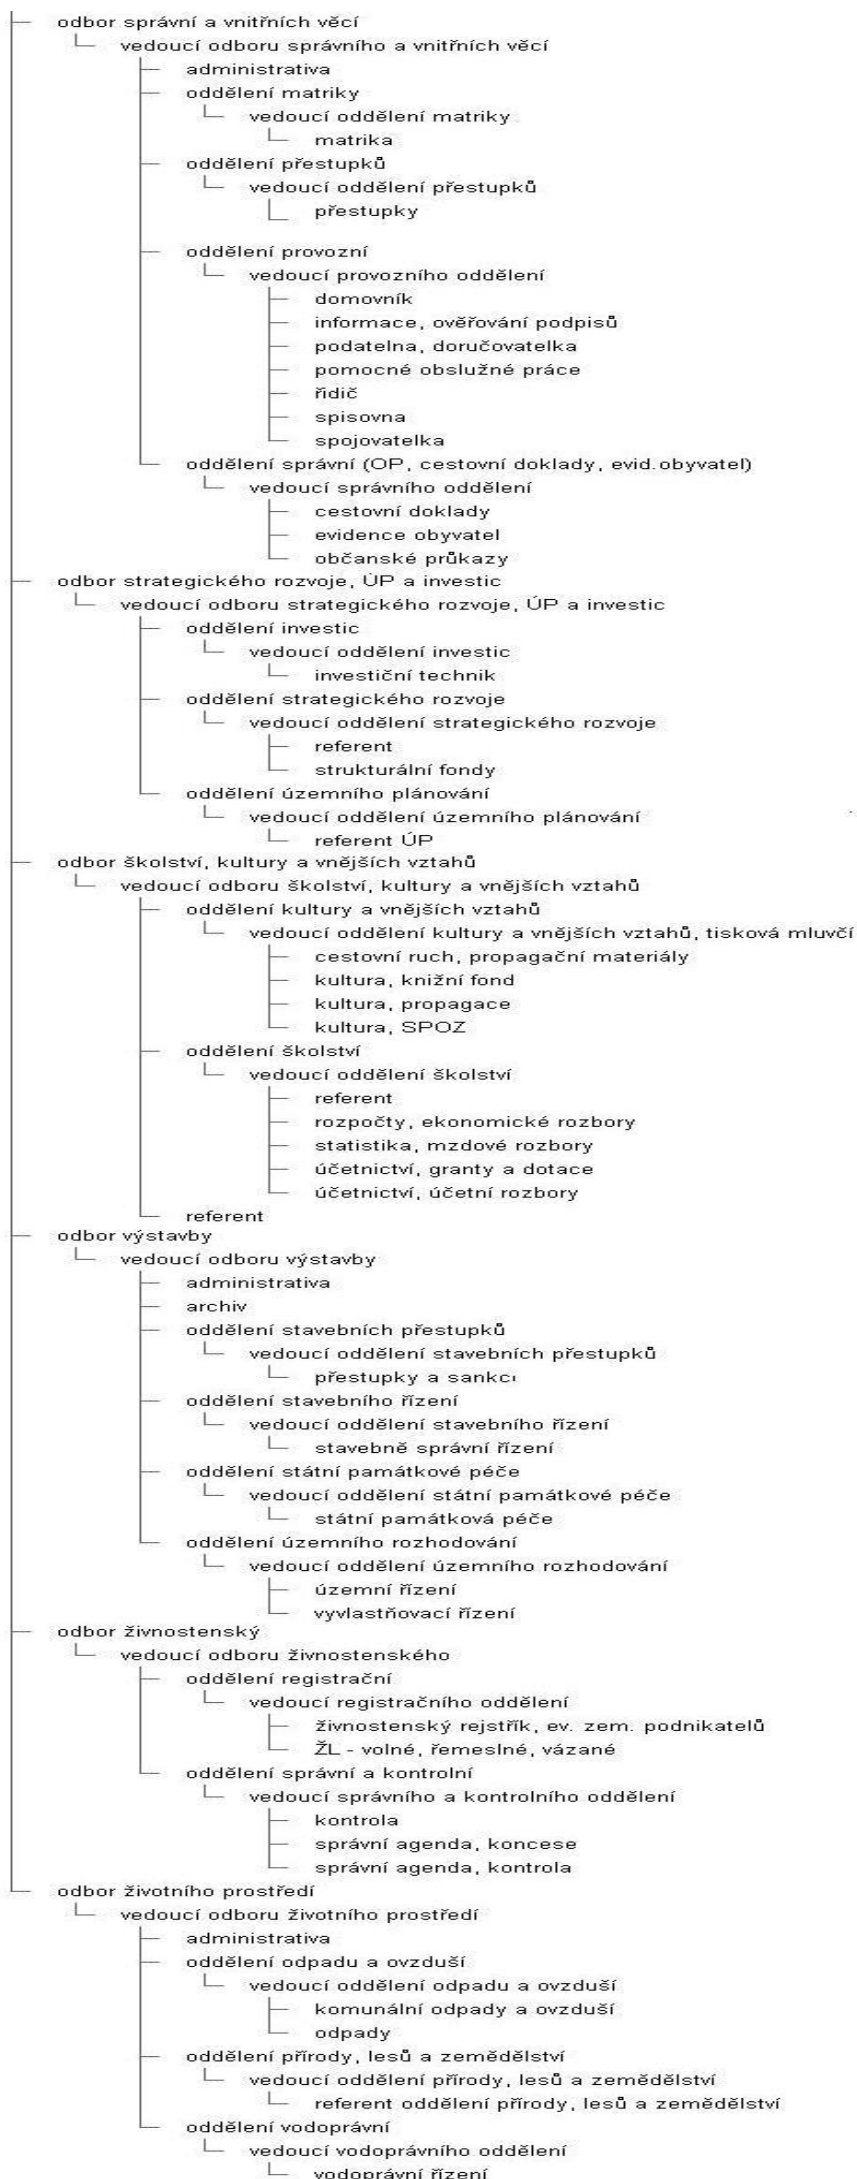 odbor správní a vnitřních věcí
vedoucí odboru správního a vnitřních věcí
administrativa
oddělení matriky
vedoucí oddělení matriky
matrika
oddělení přestupků
vedoucí oddělení přestupků
přestupky
oddělení provozní
vedoucí provozního oddělení
domovník
informace, ověřování podpisů
podatelna, doručovatelka
pomocné obslužné práce
řidič
spisovna
spojovatelka
oddělení správní (OP, cestovní doklady, evid.obyvatel)
vedoucí správního oddělení
cestovní doklady
evidence obyvatel
občanské průkazy
odbor strategického rozvoje, ÚP a investic
vedoucí odboru strategického rozvoje, ÚP a investic
oddělení investic
vedoucí oddělení investic
investiční technik
oddělení strategického rozvoje
vedoucí oddělení strategického rozvoje
referent
strukturální fondy
oddělení územního plánování
vedoucí oddělení územního plánování
referent ÚP
odbor školství, kultury a vnějších vztahů
vedoucí odboru školství, kultury a vnějších vztahů
oddělení kultury a vnějších vztahů
vedoucí oddělení kultury a vnějších vztahů, tisková mluvčí
cestovní ruch, propagační materiály
kultura, knižní fond
kultura, propagace
kultura, SPOZ
oddělení školství
vedoucí oddělení školství
referent
rozpočty, ekonomické rozbory
statistika, mzdové rozbory
účetnictví, granty a dotace
účetnictví, účetní rozbory
referent
odbor výstavby
vedoucí odboru výstavby
administrativa
archiv
oddělení stavebních přestupků
vedoucí oddělení stavebních přestupků
přestupky a sankci
oddělení stavebního řízení
vedoucí oddělení stavebního řízení
stavebně správní řízení
oddělení státní památkové péče
vedoucí oddělení státní památkové péče
státní památková péče
oddělení územního rozhodování
vedoucí oddělení územního rozhodování
územní řízení
vyvlastňovací řízení
odbor živnostenský
vedoucí odboru živnostenského
oddělení registrační
vedoucí registračního oddělení
živnostenský rejstřík, ev. zem. podnikatelů
ŽL - volné, řemeslné, vázané
oddělení správní a kontrolní
vedoucí správního a kontrolního oddělení
kontrola
správní agenda, koncese
správní agenda, kontrola
odbor životního prostředí
vedoucí odboru životního prostředí
administrativa
oddělení odpadu a ovzduší
vedoucí oddělení odpadu a ovzduší
komunální odpady a ovzduší
odpady
oddělení přírody, lesů a zemědělství
vedoucí oddělení přírody, lesů a zemědělství
referent oddělení přírody, lesů a zemědělství
oddělení vodoprávní
vedoucí vodoprávního oddělení
vodoprávní řízení